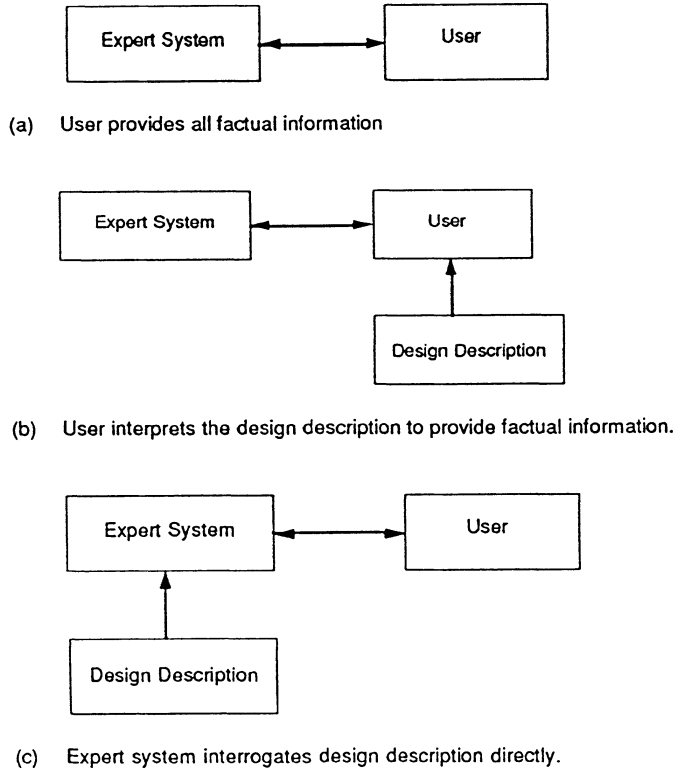 Expert System
User
(a) User provides all factual information
Expert System
User
Design Description
(b) User interprets the design description to provide factual information.
Expert System
User
Design Description
(c) Expert system interrogates design description directly.